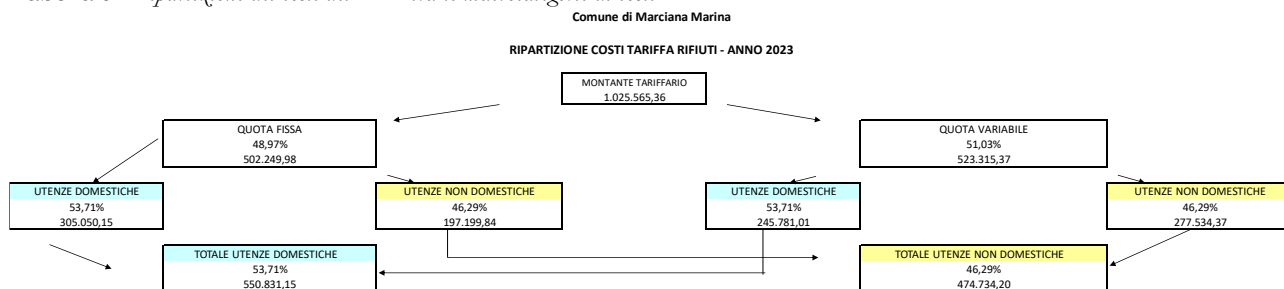 Comune di Marciana Marina
RIPARTIZIONE COSTI TARIFFA RIFIUTI - ANNO 2023
MONTANTE TARIFFARIO
1.025.565,36
QUOTA FISSA
48,97%
502.249,98
QUOTA VARIABILE
51,03%
523.315,37
UTENZE DOMESTICHE
53,71%
305.050,15
UTENZE NON DOMESTICHE
46,29%
197.199,84
UTENZE DOMESTICHE
53,71%
245.781,01
UTENZE NON DOMESTICHE
46,29%
277.534,37
TOTALE UTENZE DOMESTICHE
53,71%
550.831,15
TOTALE UTENZE NON DOMESTICHE
46,29%
474.734,20